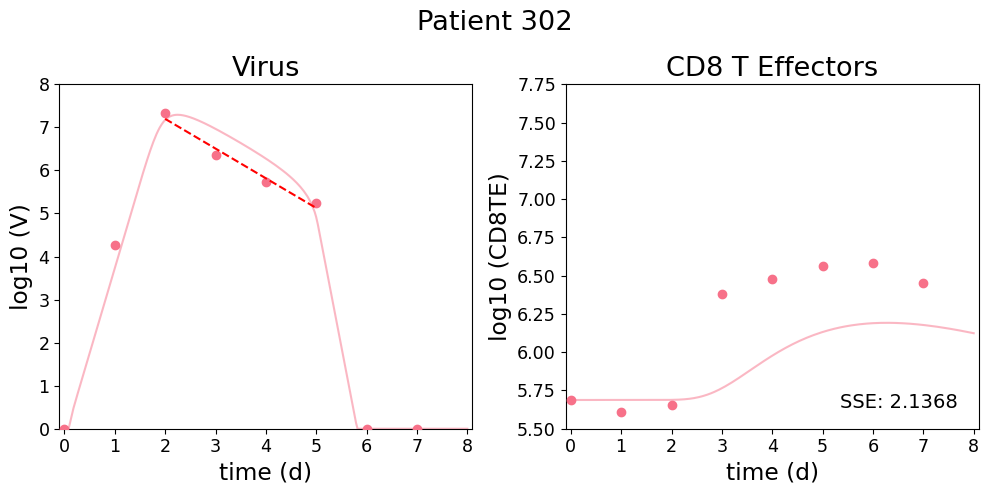 Patient 302
Virus
CD8 T Effectors
log10 (V)
8
7
6
5
4
3
2
1
0
0 1 2 3 4 5 6 7 8
time (d)
log10 (CD8TE)
7.75
7.50
7.25
7.00
6.75
6.50
6.25
6.00
5.75
5.50
SSE: 2.1368
0 1 2 3 4 5 6 7 8
time (d)